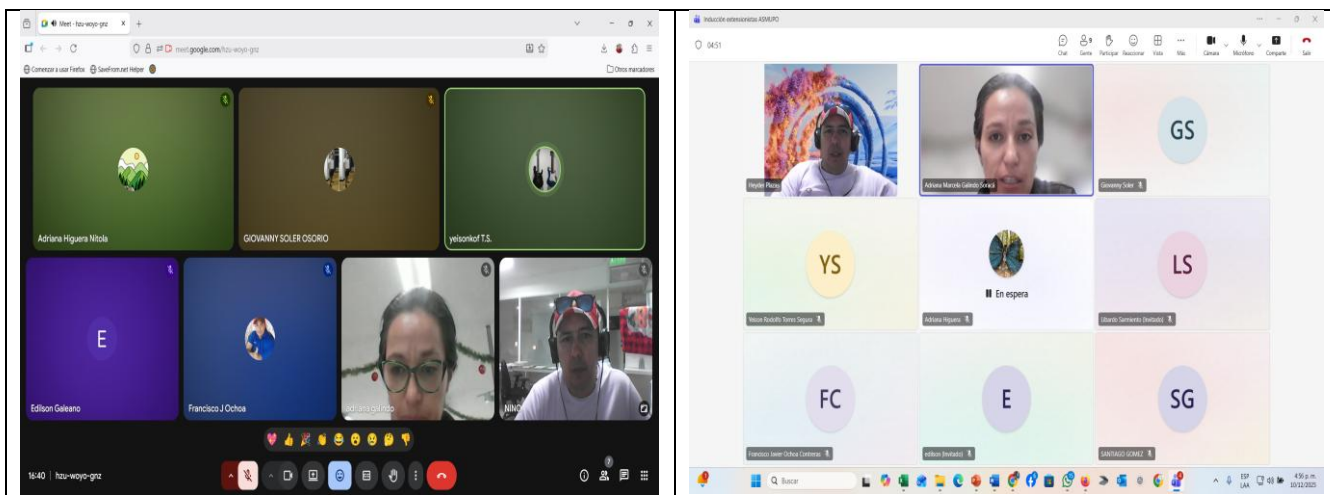 Meet - hzu-woyo-gnz
meet.google.com/hzu-woyo-gnz
Comenzar a usar Firefox
SaveFrom.net Helper
Otros marcadores
Adriana Higuera Nitola
GIOVANNY SOLER OSORIO
yeisonkof T.S.
E
Edilson Galeano
Francisco J Ochoa
adriana galindo
NINO
16:40 | hzu-woyo-gnz
7
Inducción extensionistas ASMUPO
04:51
Chat
9
Gente
Participar
Reaccionar
Vista
Más
Cámara
Micrófono
Compartir
Salir
Heyder Plazas
Adriana Marcela Galindo Soracá
GS
Giovanny Soler
YS
Yeison Rodolfo Torres Segura
En espera
Adriana Higuera
LS
Libardo Sarmiento (Invitado)
FC
Francisco Javier Ochoa Contreras
E
edilson (Invitado)
SG
SANTIAGO GOMEZ
Buscar
ESP
LAA
4:56 p.m.
10/12/2025